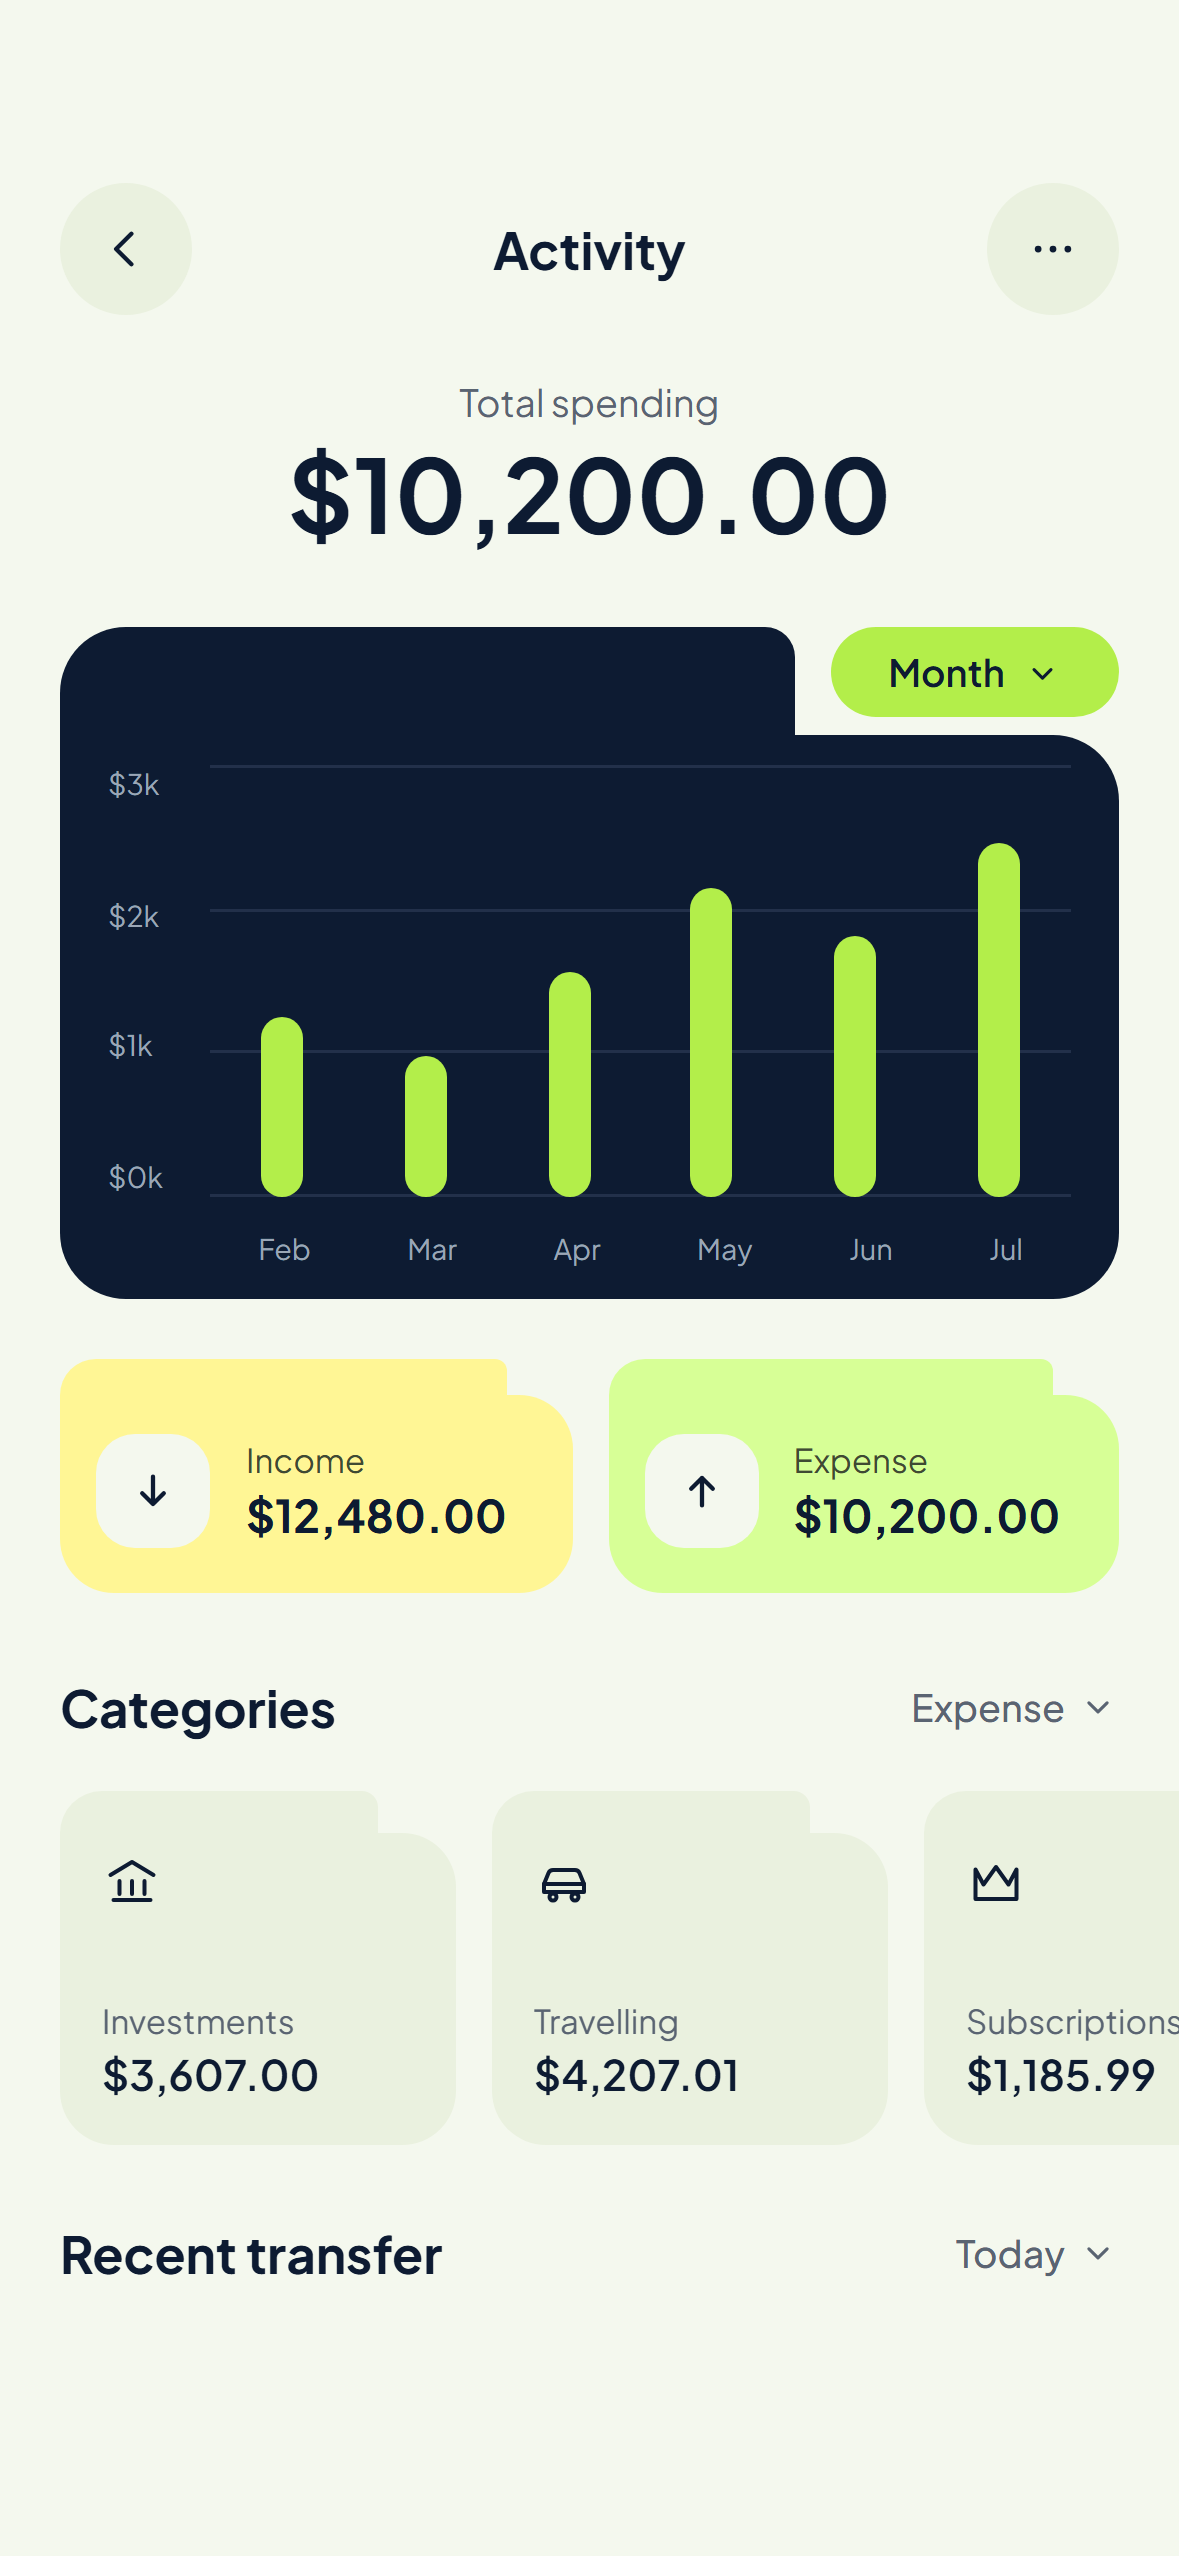 Activity
Total spending
$10,200.00
Month
$3k
$2k
$1k
$0k
Feb Mar Apr May Jun Jul
Income
$12,480.00
Expense
$10,200.00
Categories
Expense
Investments
$3,607.00
Travelling
$4,207.01
Subscriptions
$1,185.99
Recent transfer
Today